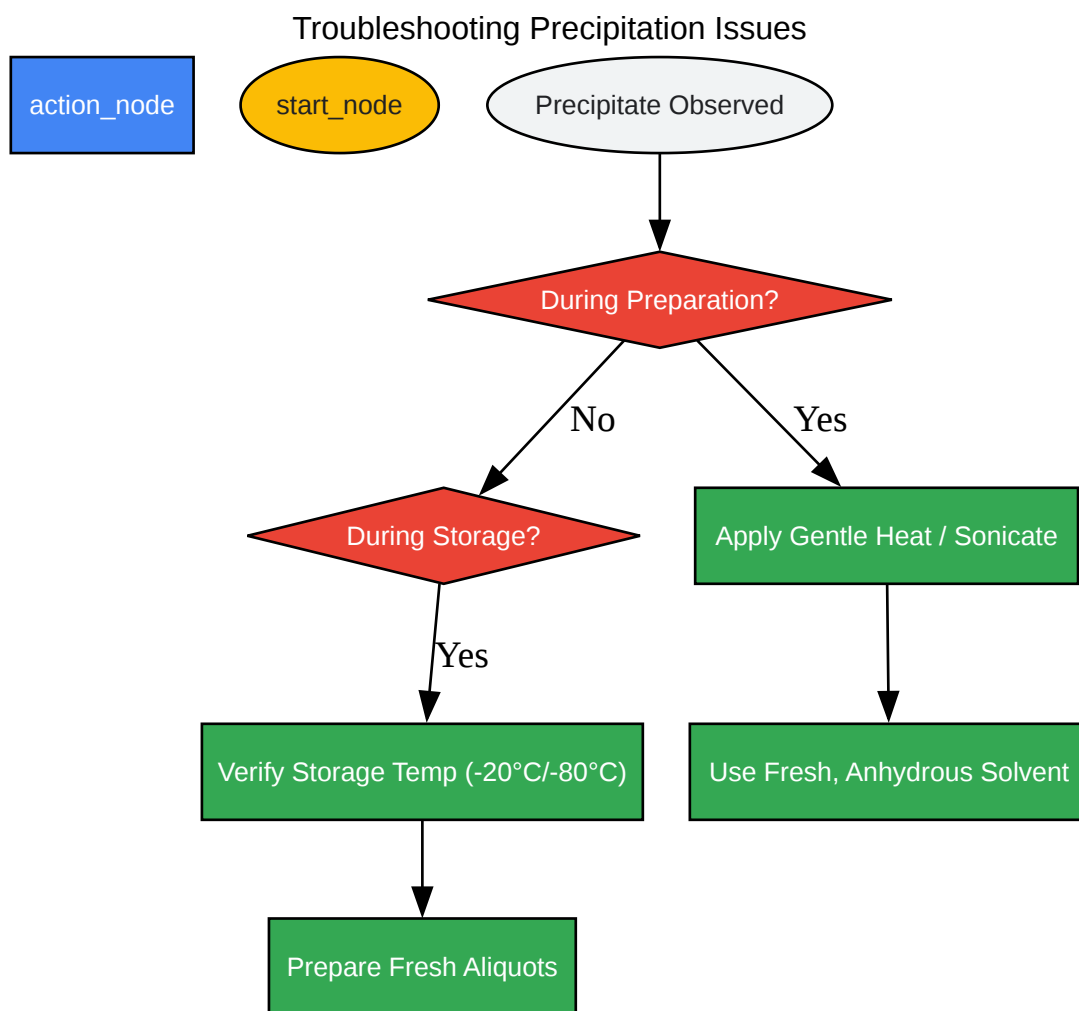 Troubleshooting Precipitation Issues
action_node
start_node
Precipitate Observed
During Preparation?
No
Yes
During Storage?
Apply Gentle Heat / Sonicate
Yes
Verify Storage Temp (-20°C/-80°C)
Use Fresh, Anhydrous Solvent
Prepare Fresh Aliquots